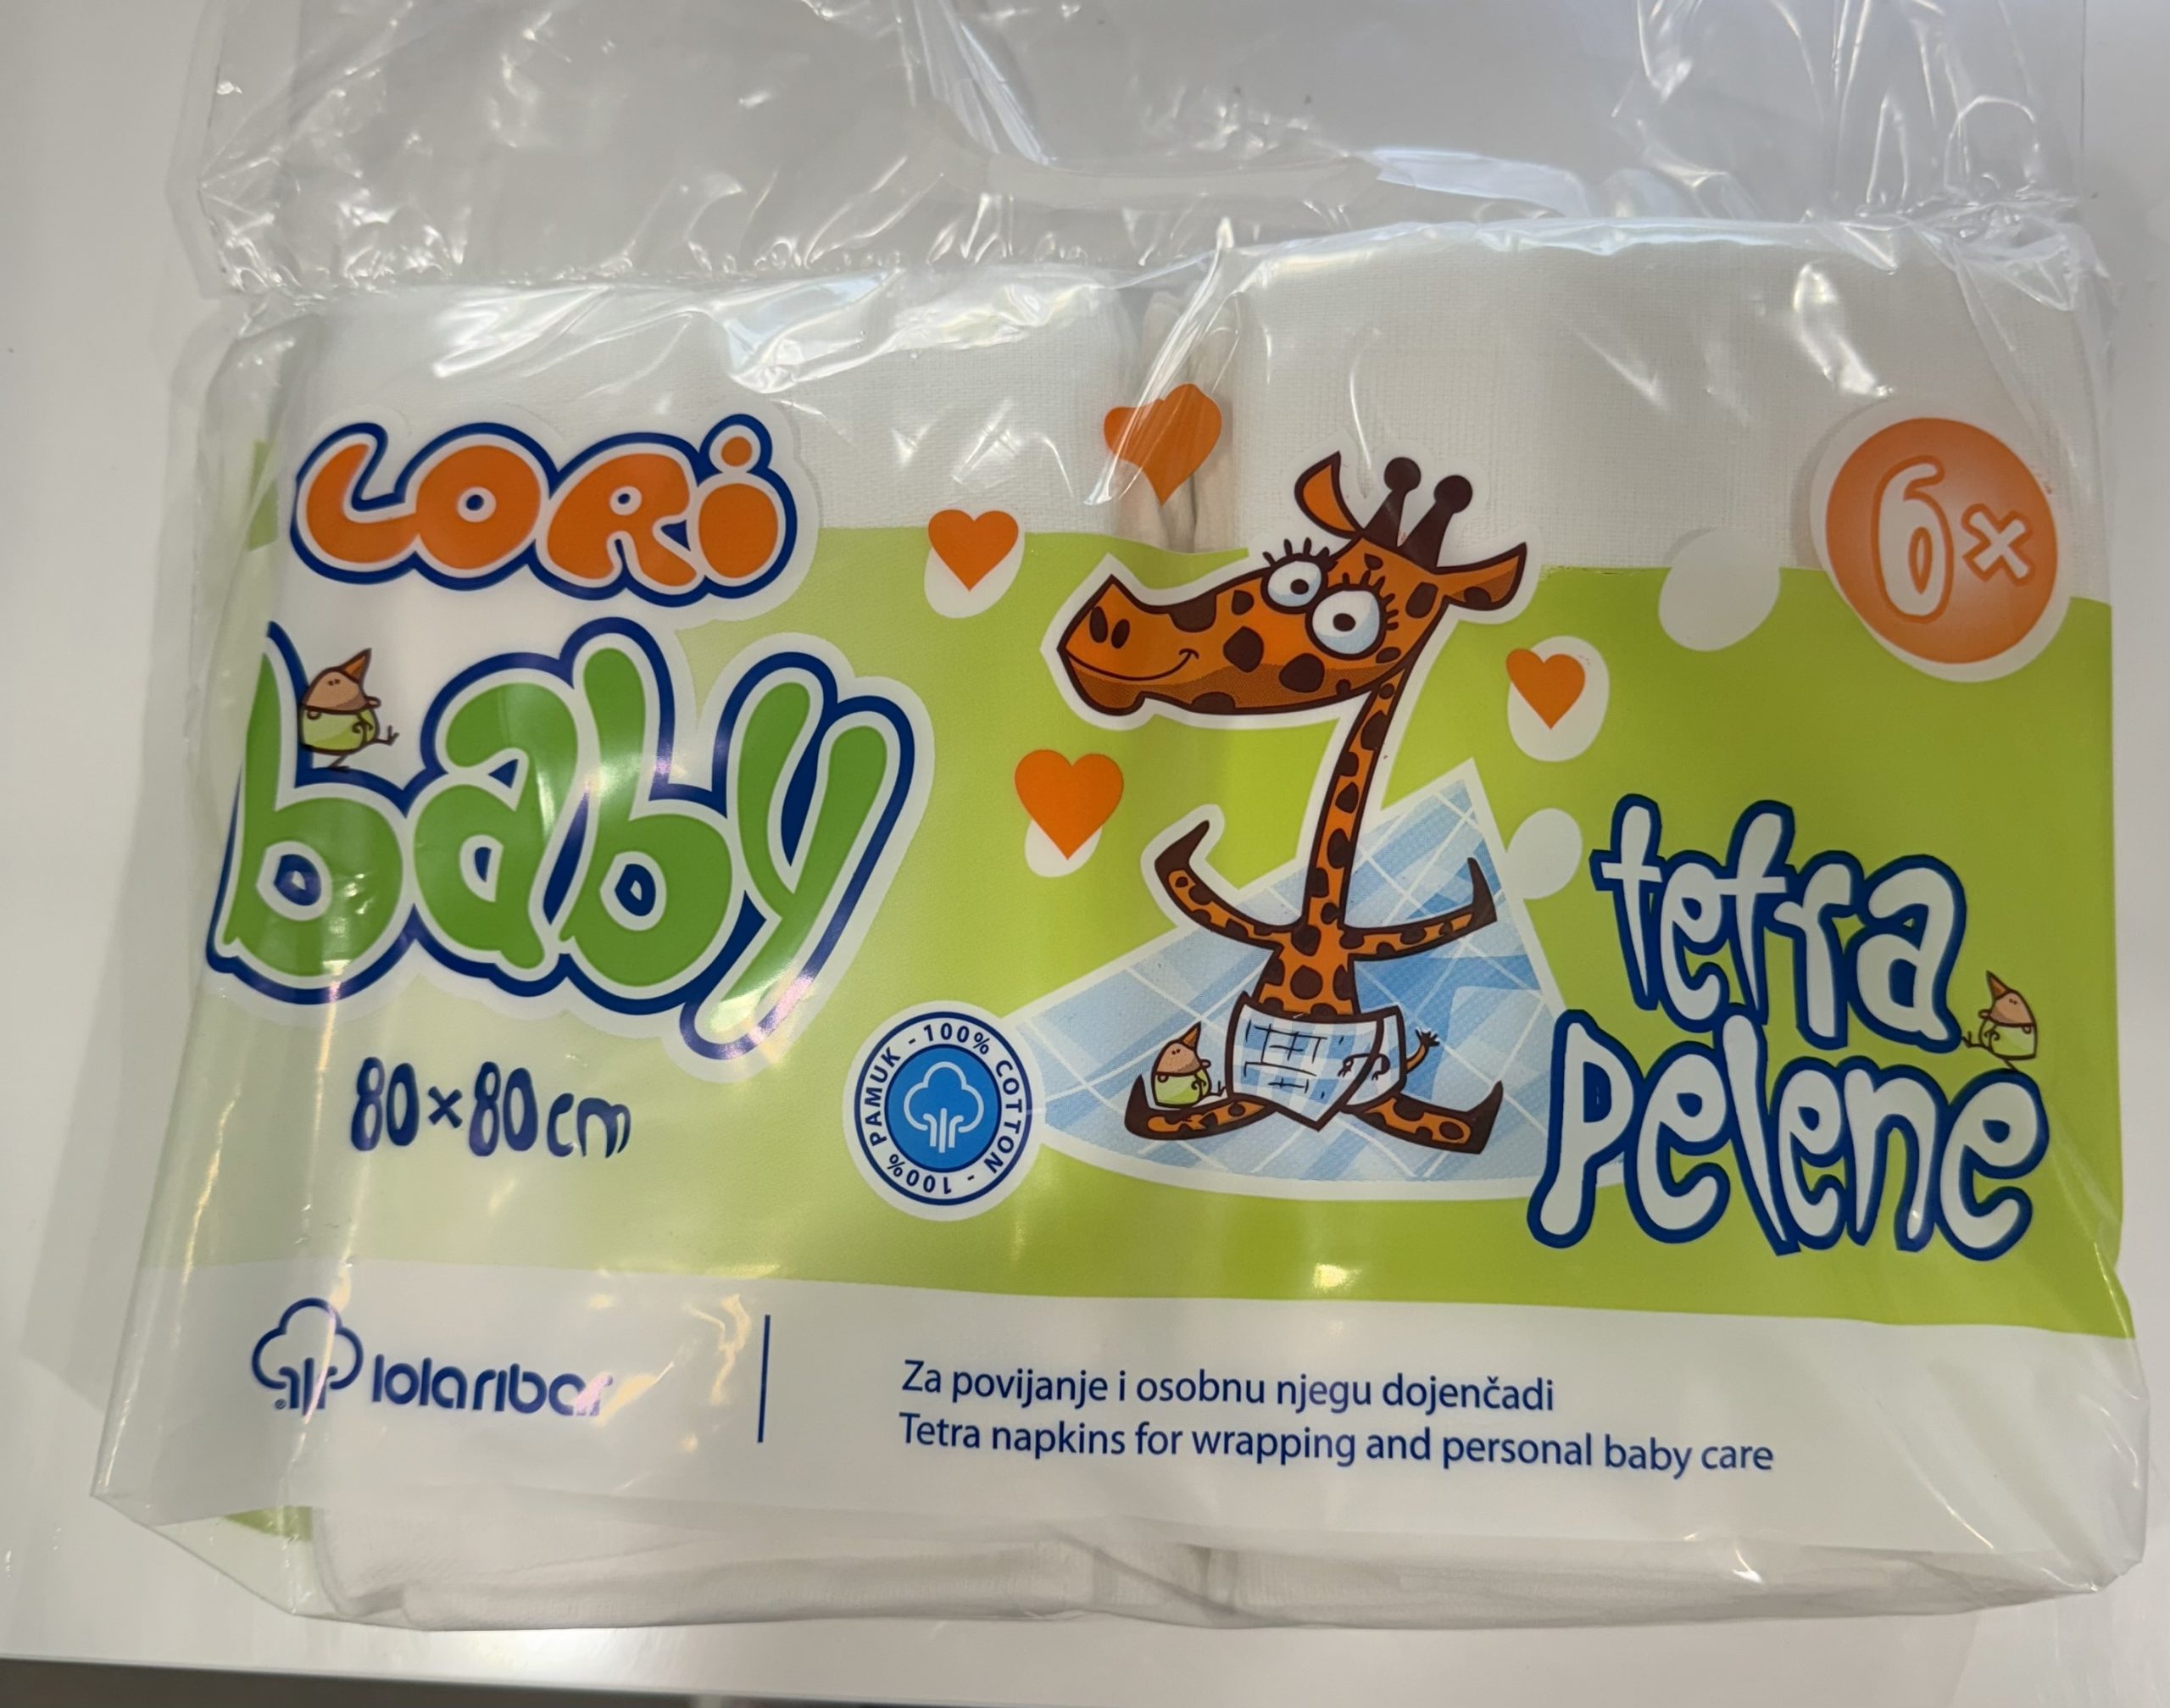 LORi
baby
6×
tetra
pelene
80×80cm
100% PAMUK - 100% COTTON -
lolaribar
Za povijanje i osobnu njegu dojenčadi
Tetra napkins for wrapping and personal baby care